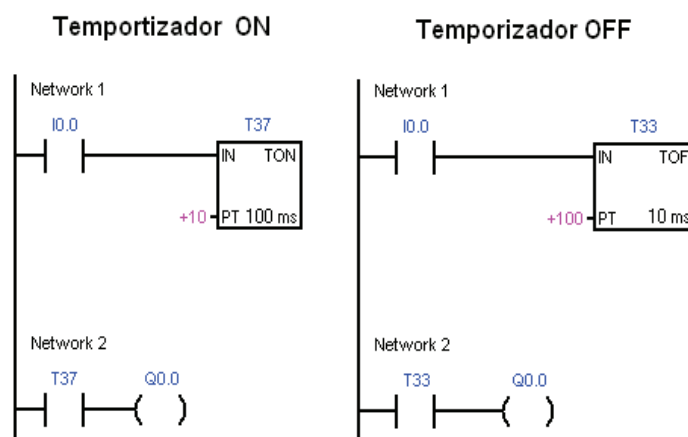 Temportizador ON
Network 1
I0.0
T37
IN TON
+10 PT 100 ms
Network 2
T37 Q0.0
Temporizador OFF
Network 1
I0.0
T33
IN TOF
+100 PT 10 ms
Network 2
T33 Q0.0